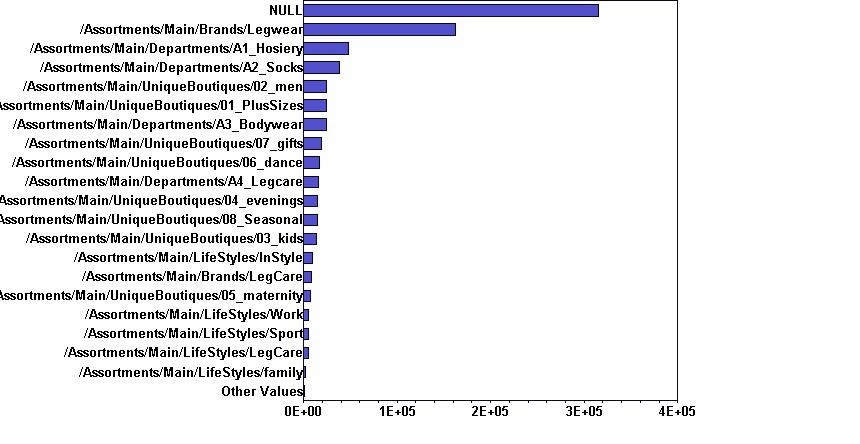 NULL
/Assortments/Main/Brands/Legwear
/Assortments/Main/Departments/A1_Hosiery
/Assortments/Main/Departments/A2_Socks
/Assortments/Main/UniqueBoutiques/02_men
Assortments/Main/UniqueBoutiques/01_PlusSizes
/Assortments/Main/Departments/A3_Bodywear
/Assortments/Main/UniqueBoutiques/07_gifts
/Assortments/Main/UniqueBoutiques/06_dance
/Assortments/Main/Departments/A4_Legcare
Assortments/Main/UniqueBoutiques/04_evenings
Assortments/Main/UniqueBoutiques/08_Seasonal
/Assortments/Main/UniqueBoutiques/03_kids
/Assortments/Main/LifeStyles/InStyle
/Assortments/Main/Brands/LegCare
Assortments/Main/UniqueBoutiques/05_maternity
/Assortments/Main/LifeStyles/Work
/Assortments/Main/LifeStyles/Sport
/Assortments/Main/LifeStyles/LegCare
/Assortments/Main/LifeStyles/family
Other Values
0E+00 1E+05 2E+05 3E+05 4E+05